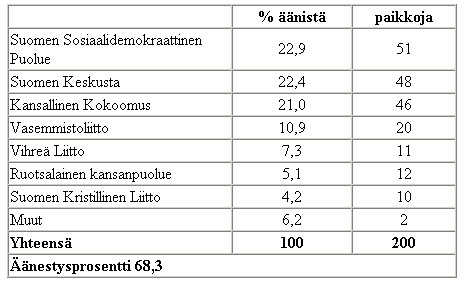 % äänistä paikkoja
Suomen Sosiaalidemokraattinen
Puolue 22,9 51
Suomen Keskusta 22,4 48
Kansallinen Kokoomus 21,0 46
Vasemmistoliitto 10,9 20
Vihreä Liitto 7,3 11
Ruotsalainen kansanpuolue 5,1 12
Suomen Kristillinen Liitto 4,2 10
Muut 6,2 2
Yhteensä 100 200
Äänestysprosentti 68,3